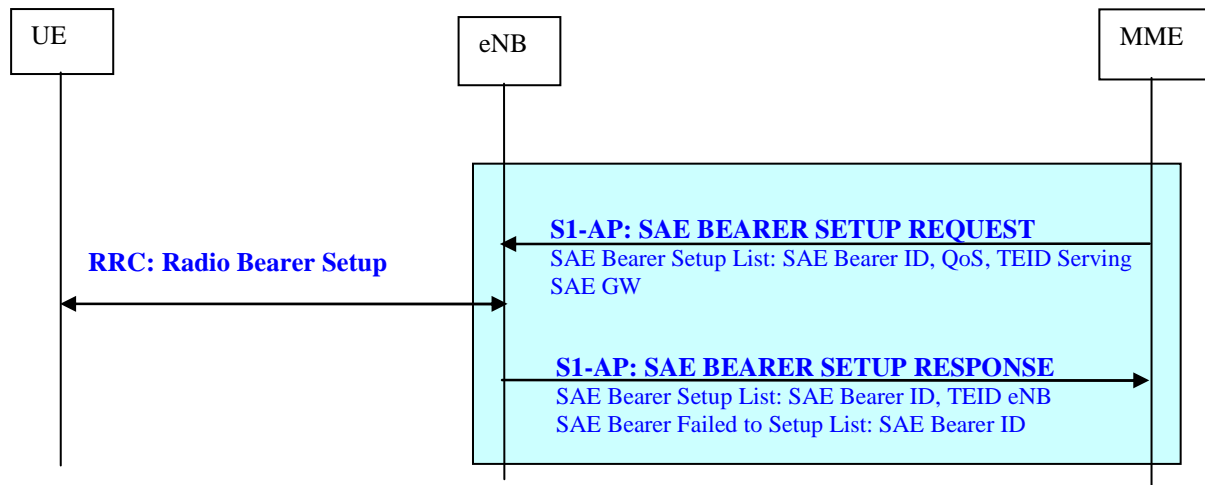 UE
eNB
MME
S1-AP: SAE BEARER SETUP REQUEST
SAE Bearer Setup List: SAE Bearer ID, QoS, TEID Serving
SAE GW
RRC: Radio Bearer Setup
S1-AP: SAE BEARER SETUP RESPONSE
SAE Bearer Setup List: SAE Bearer ID, TEID eNB
SAE Bearer Failed to Setup List: SAE Bearer ID